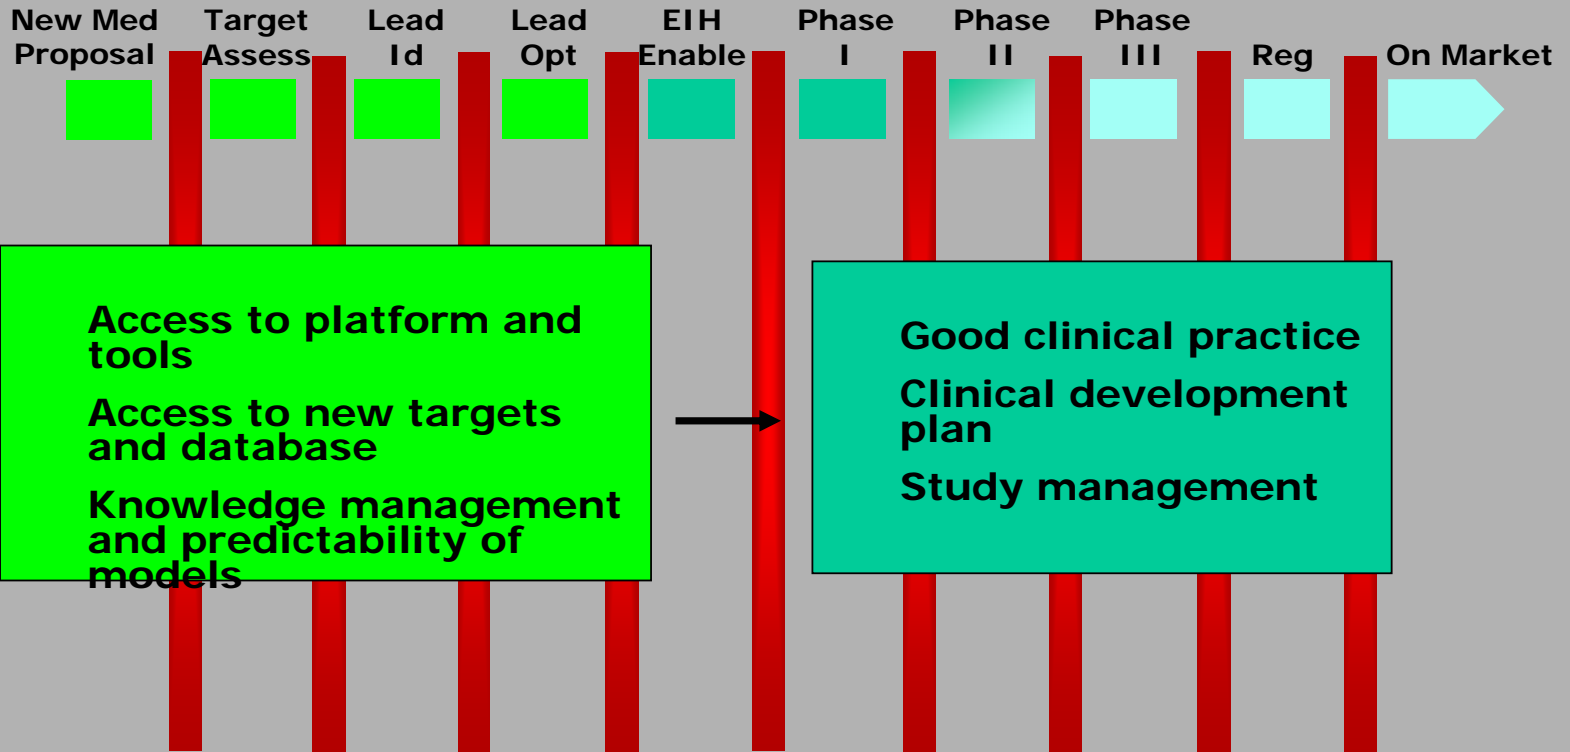 New Med
Proposal
Target
Assess
Lead
Id
Lead
Opt
EIH
Enable
Phase
I
Phase
II
Phase
III
Reg
On Market
Access to platform and
tools
Access to new targets
and database
Knowledge management
and predictability of
models
Good clinical practice
Clinical development
plan
Study management